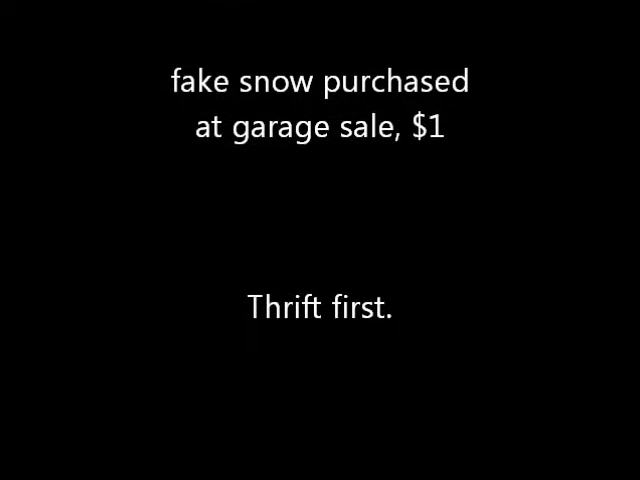 fake snow purchased
at garage sale, $1
Thrift first.